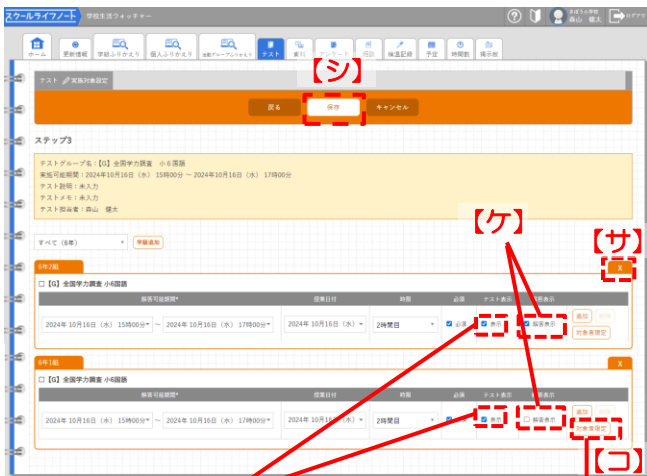 スクールライフノート 学校生活ウォッチャー
森山 健太 ログアウト
ホーム 更新情報 学級ふりかえり 個人ふりかえり テスト 資料 アンケート 相談 検温記録 予定 時間割 掲示板
テスト 実施対象設定
【シ】
戻る 保存 キャンセル
ステップ3
テストグループ名:【G】全国学力調査 小6国語
実施可能期間:2024年10月16日(水) 15時00分 ~ 2024年10月16日(水) 17時00分
テスト説明:未入力
テストメモ:未入力
テスト担当者:森山 健太
【ケ】
【サ】
すべて (6年) 学級追加
6年2組 X
【G】全国学力調査 小6国語
解答可能期間* 授業日付 時限 必須 テスト表示 解答表示
2024年 10月16日 (水) 15時00分 ~ 2024年 10月16日 (水) 17時00分 2024年 10月16日 (水) 2時間目 必須 表示 解答表示 追加 削除
対象者限定
6年1組 X
【G】全国学力調査 小6国語
解答可能期間* 授業日付 時限 必須 テスト表示 解答表示
2024年 10月16日 (水) 15時00分 ~ 2024年 10月16日 (水) 17時00分 2024年 10月16日 (水) 2時間目 必須 表示 解答表示 追加 削除
対象者限定
【コ】